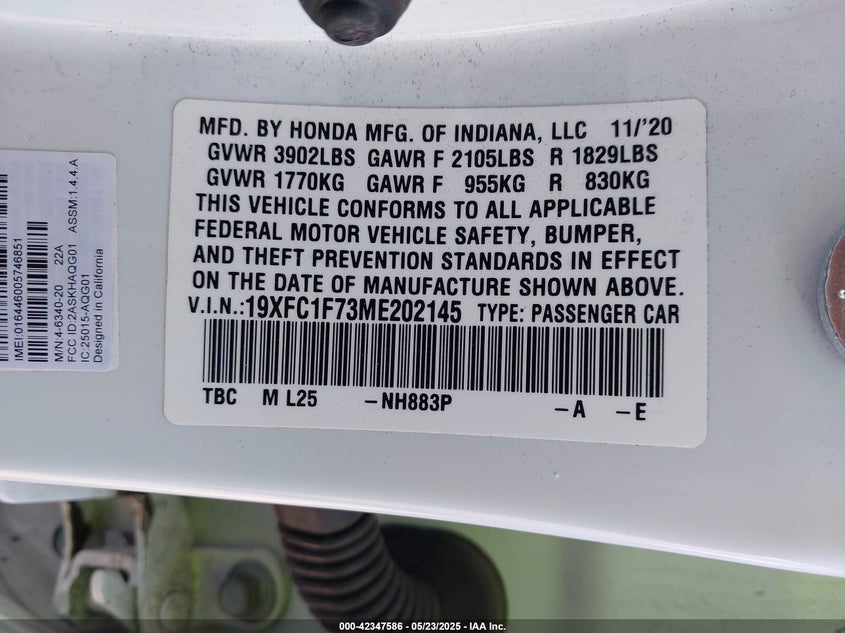 MFD. BY HONDA MFG. OF INDIANA, LLC 11/'20
GVWR 3902LBS GAWR F 2105LBS R 1829LBS
GVWR 1770KG GAWR F 955KG R 830KG
THIS VEHICLE CONFORMS TO ALL APPLICABLE
FEDERAL MOTOR VEHICLE SAFETY, BUMPER,
AND THEFT PREVENTION STANDARDS IN EFFECT
ON THE DATE OF MANUFACTURE SHOWN ABOVE.
V.I.N.:19XFC1F73ME202145 TYPE: PASSENGER CAR
TBC M L25 –NH883P –A –E
IMEI:016446005746851
M/N:4-6340-20 22A
FCC ID:2ASKHAQG01 ASSM:1.4.4.A
IC:25015-AQG01
Designed in California
000-42347586 - 05/23/2025 - IAA Inc.